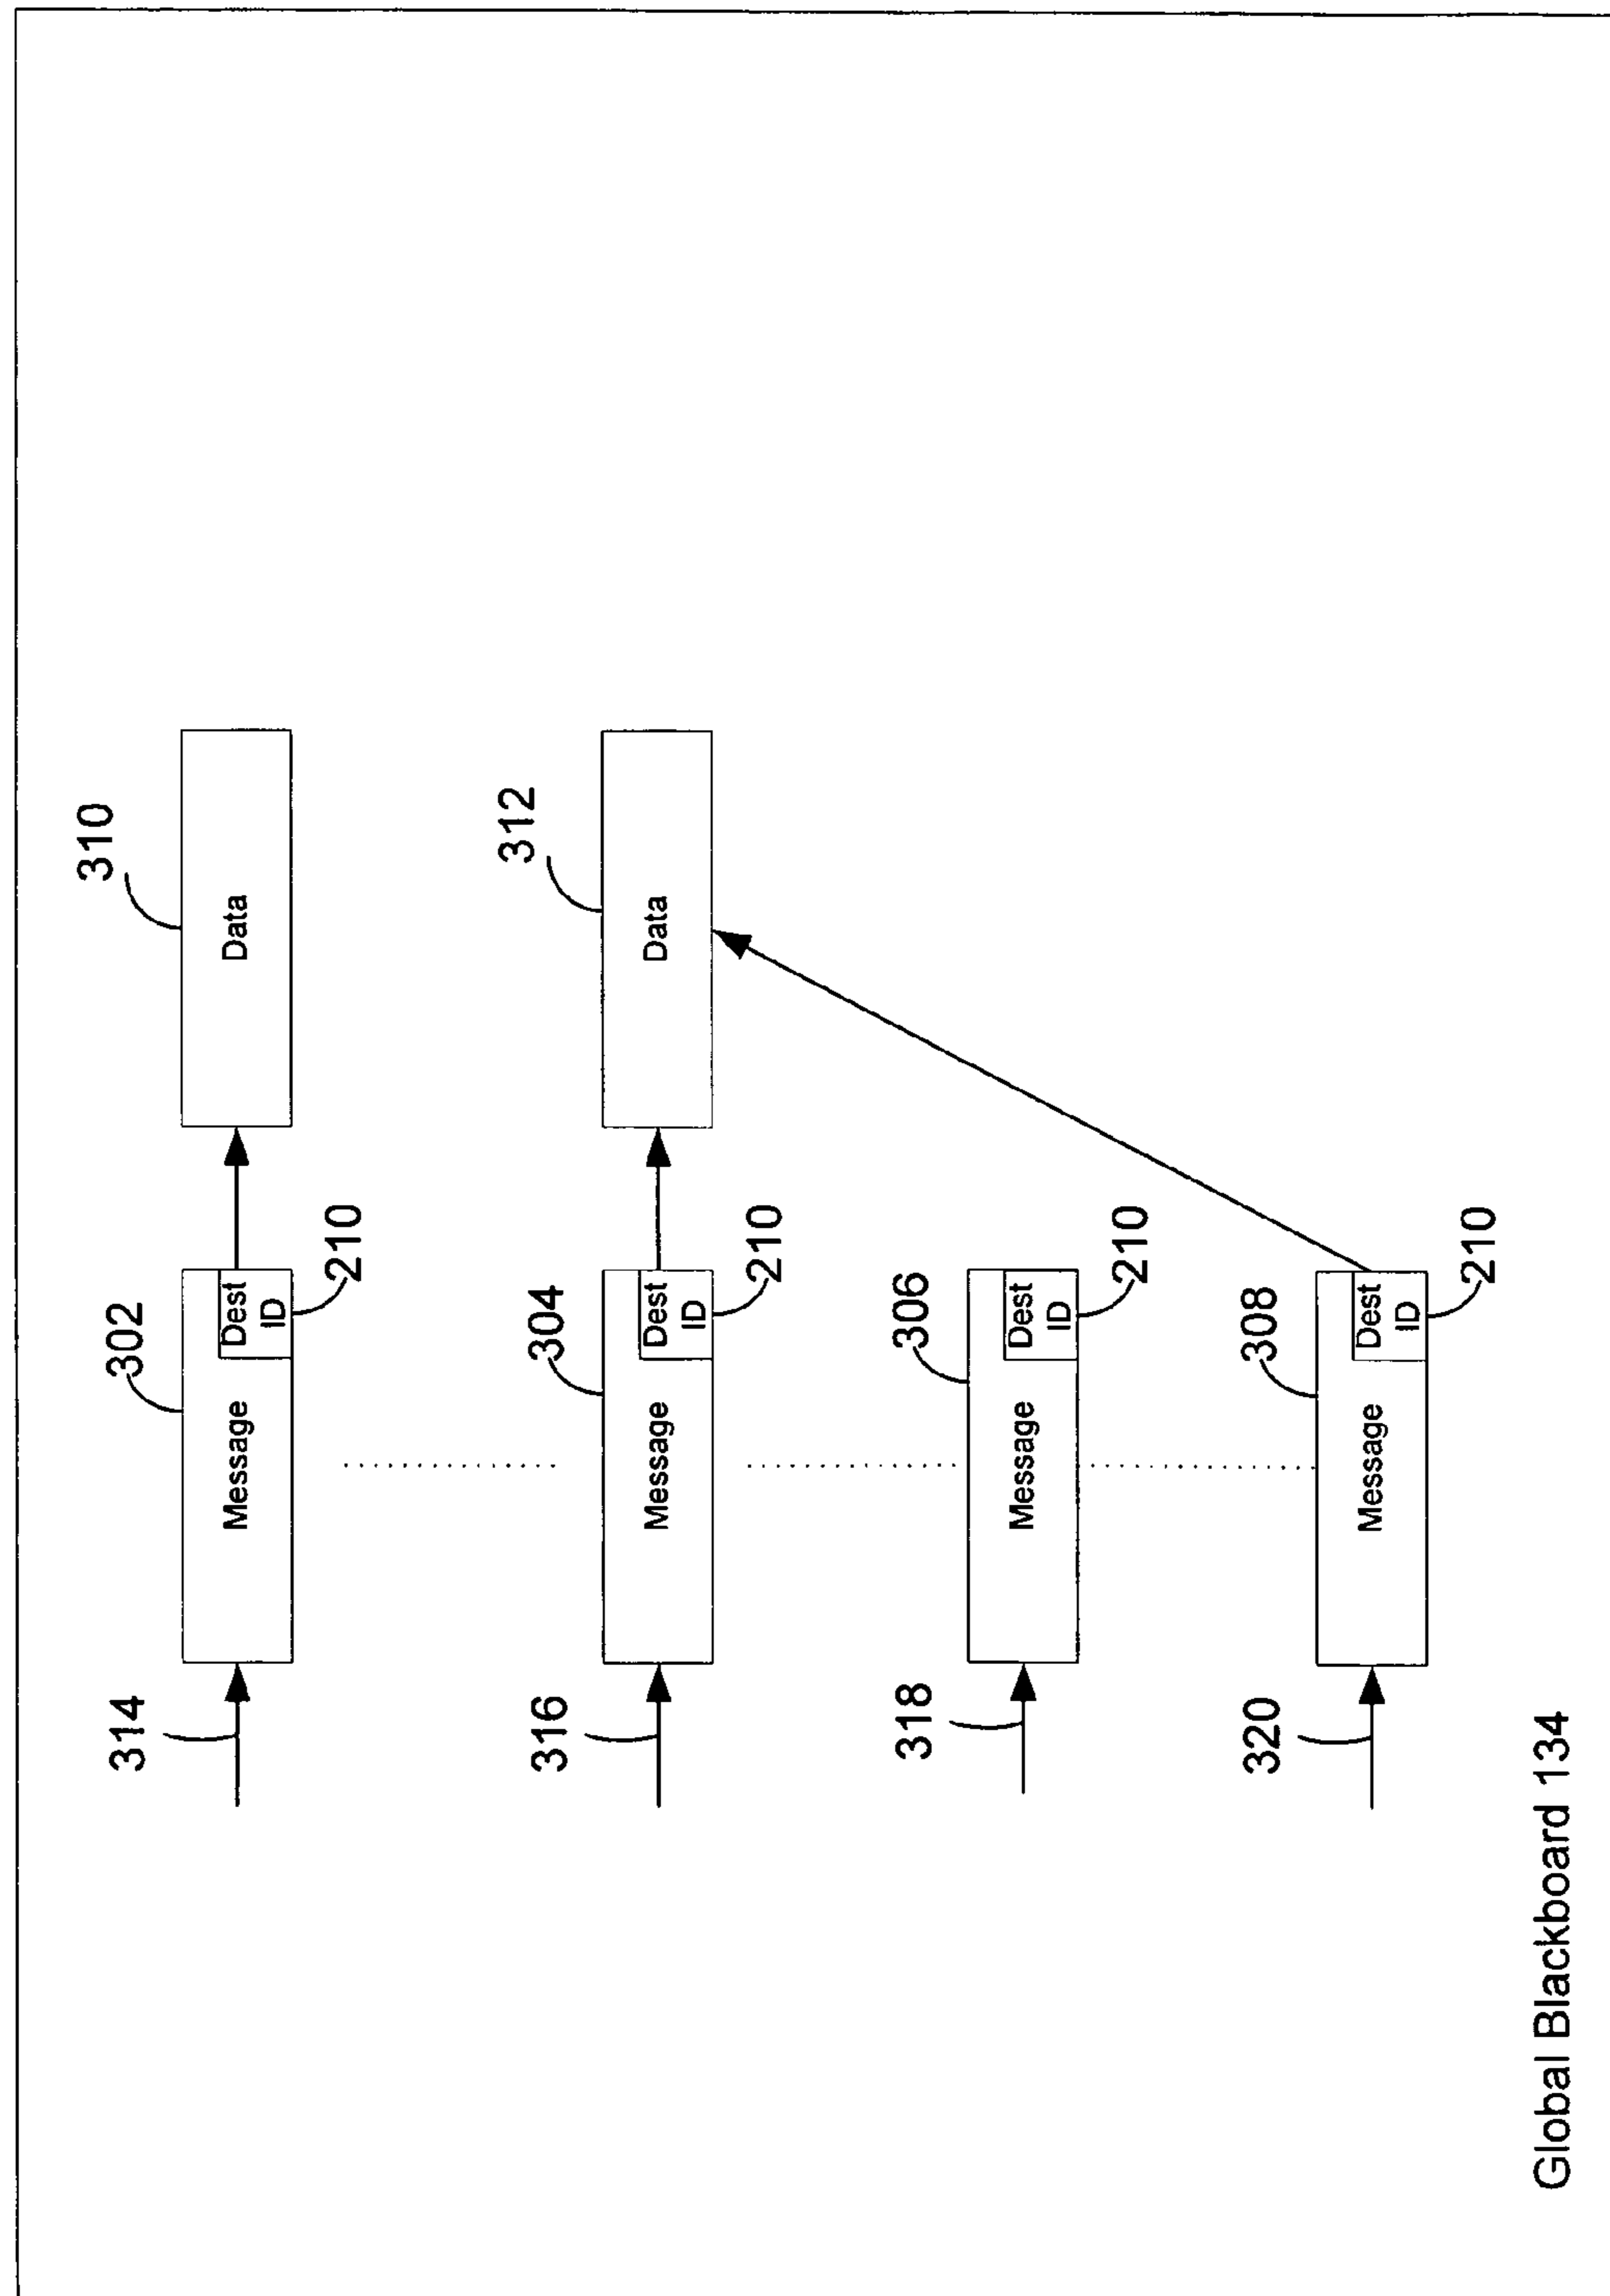 314
302
310
Message
Dest
ID
Data
210
316
304
312
Message
Dest
ID
Data
210
318
306
Message
Dest
ID
210
320
308
Message
Dest
ID
210
Global Blackboard 134